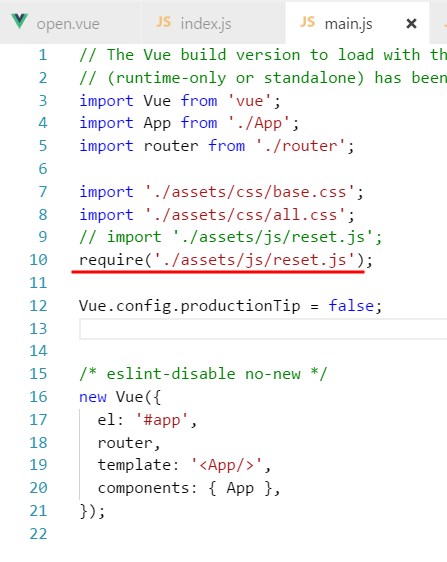 open.vue
JS index.js
JS main.js ×
1 // The Vue build version to load with th
2 // (runtime-only or standalone) has been
3 import Vue from 'vue';
4 import App from './App';
5 import router from './router';
6
7 import './assets/css/base.css';
8 import './assets/css/all.css';
9 // import './assets/js/reset.js';
10 require('./assets/js/reset.js');
11
12 Vue.config.productionTip = false;
13
14
15 /* eslint-disable no-new */
16 new Vue({
17   el: '#app',
18   router,
19   template: '<App/>',
20   components: { App },
21 });
22